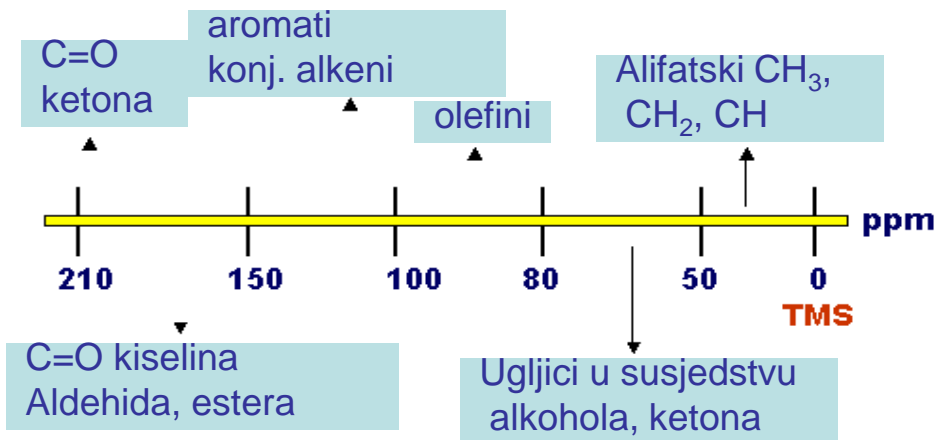 C=O
ketona
aromati
konj. alkeni
olefini
Alifatski CH₃,
CH₂, CH
ppm
210 150 100 80 50 0
TMS
C=O kiselina
Aldehida, estera
Ugljici u susjedstvu
alkohola, ketona